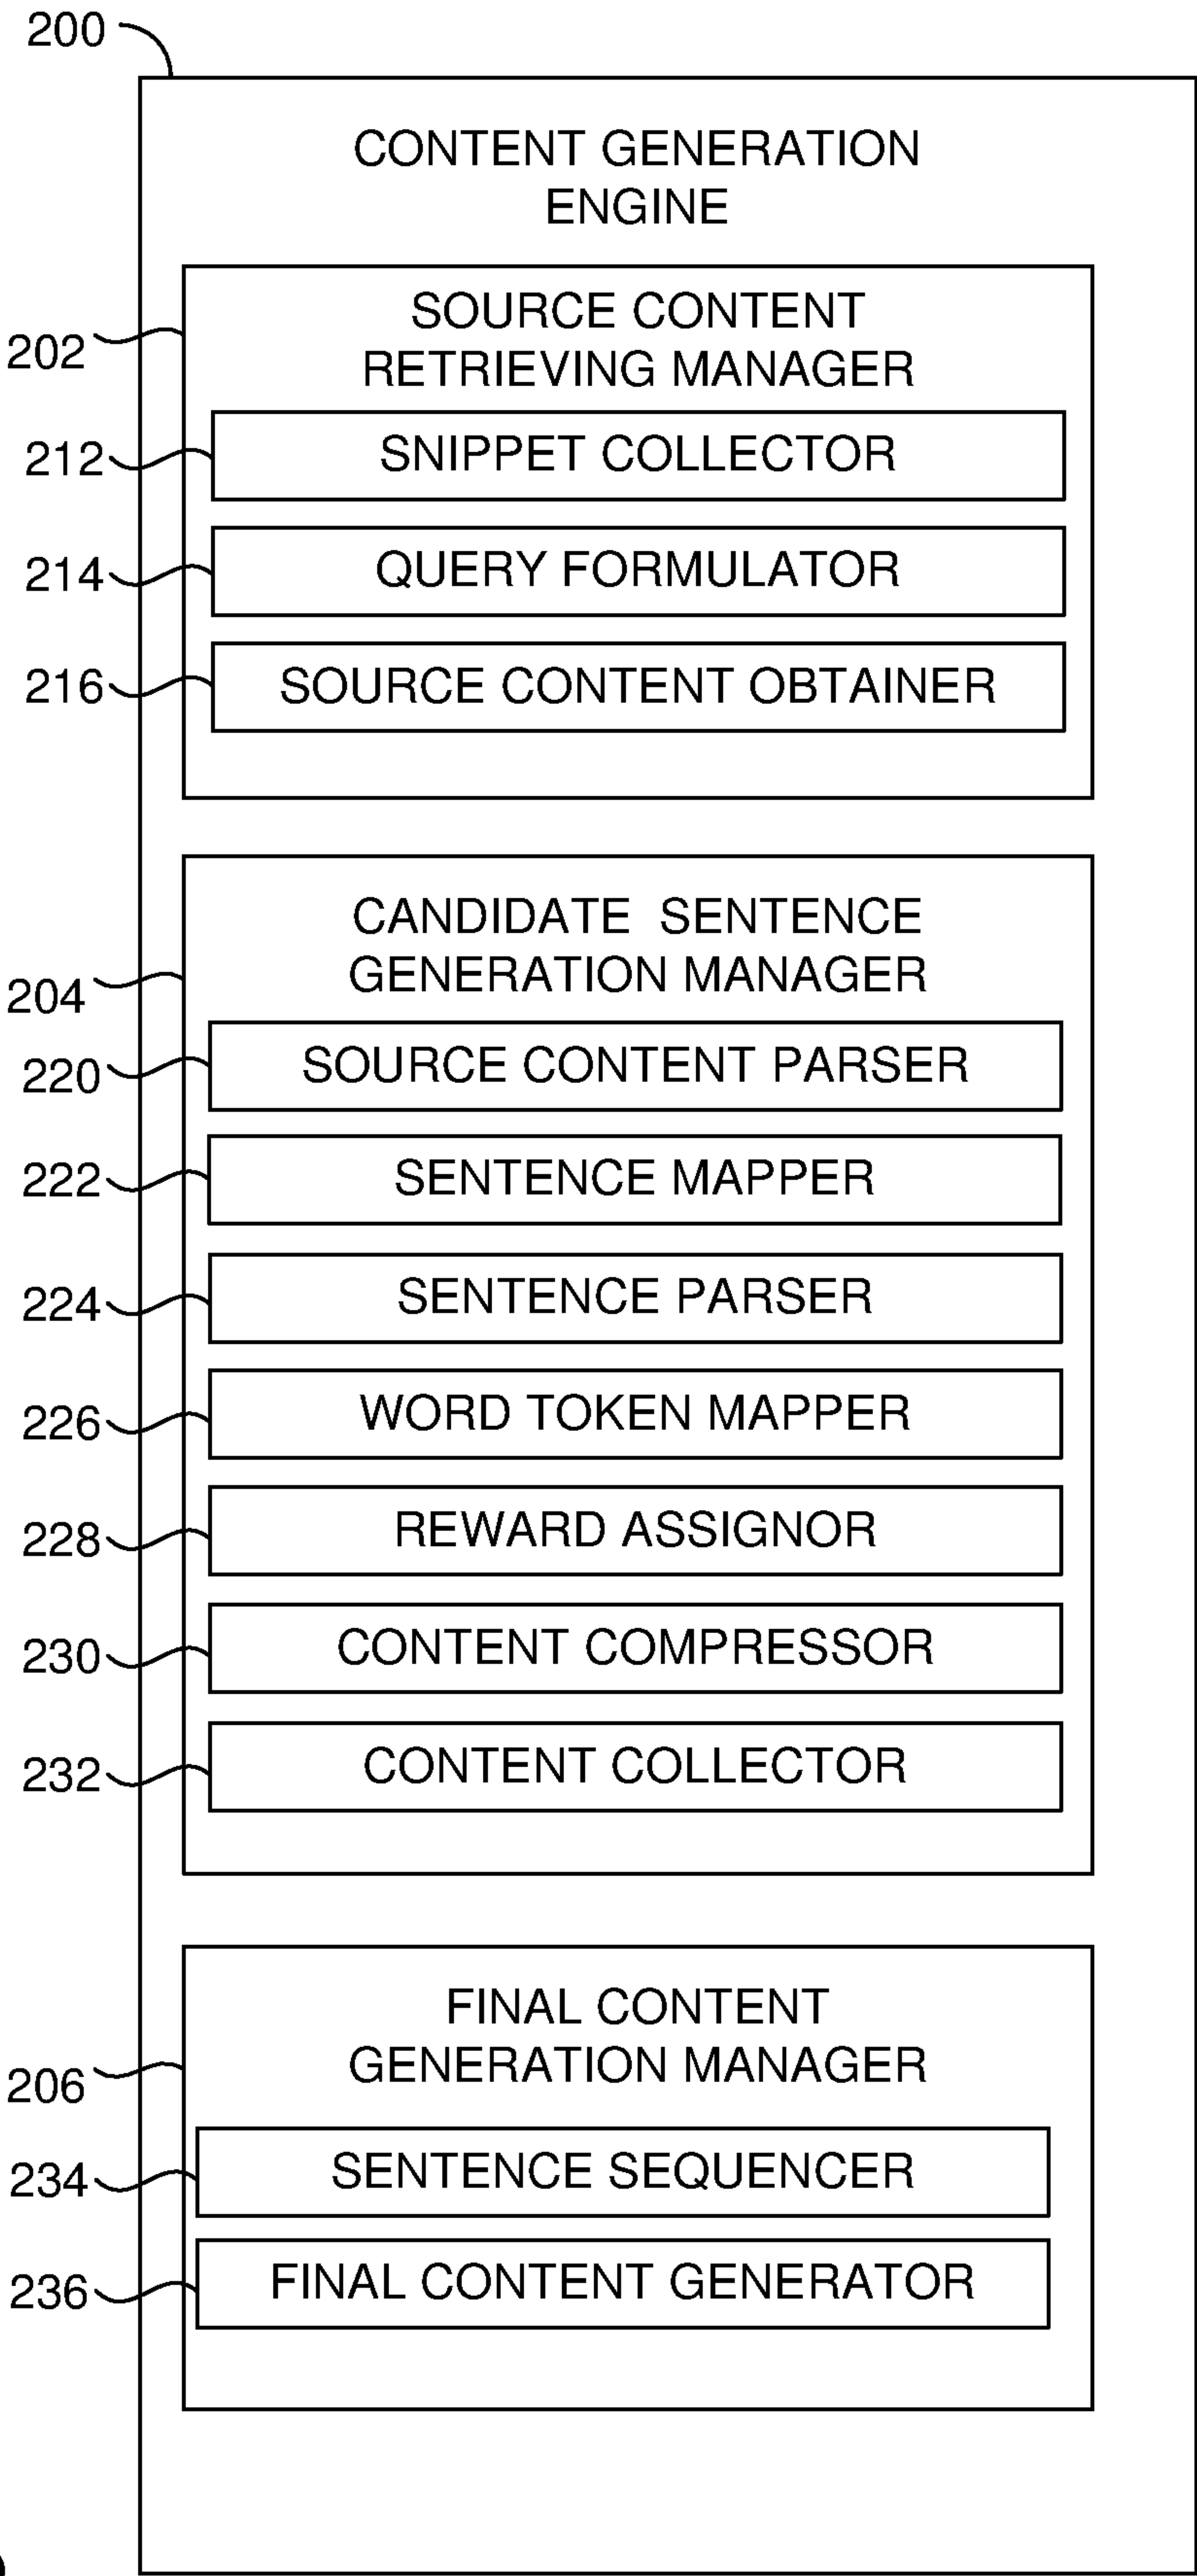 200
CONTENT GENERATION
ENGINE
SOURCE CONTENT
RETRIEVING MANAGER
202
212 SNIPPET COLLECTOR
214 QUERY FORMULATOR
216 SOURCE CONTENT OBTAINER
CANDIDATE SENTENCE
GENERATION MANAGER
204
220 SOURCE CONTENT PARSER
222 SENTENCE MAPPER
224 SENTENCE PARSER
226 WORD TOKEN MAPPER
228 REWARD ASSIGNOR
230 CONTENT COMPRESSOR
232 CONTENT COLLECTOR
FINAL CONTENT
GENERATION MANAGER
206
234 SENTENCE SEQUENCER
236 FINAL CONTENT GENERATOR